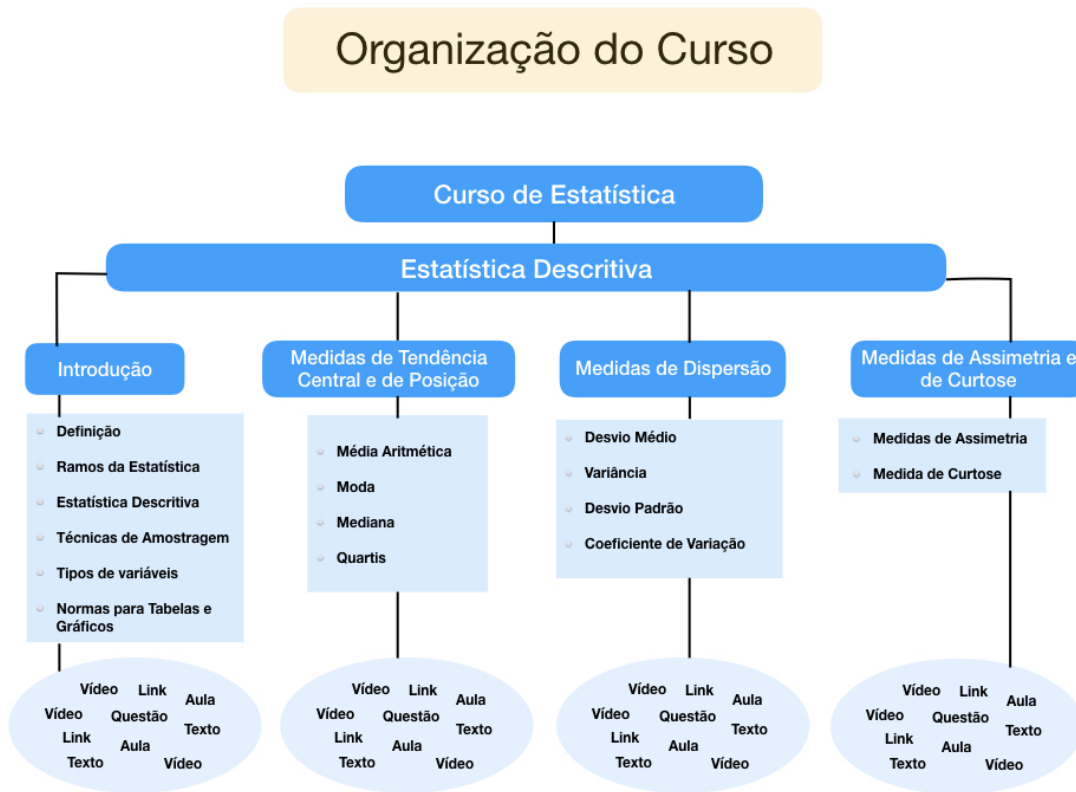 Organização do Curso
Curso de Estatística
Estatística Descritiva
Introdução
Definição
Ramos da Estatística
Estatística Descritiva
Técnicas de Amostragem
Tipos de variáveis
Normas para Tabelas e
Gráficos
Vídeo Link Aula
Vídeo Questão Texto
Link Aula
Texto Vídeo
Medidas de Tendência
Central e de Posição
Média Aritmética
Moda
Mediana
Quartis
Vídeo Link Aula
Vídeo Questão Texto
Link Aula
Texto Vídeo
Medidas de Dispersão
Desvio Médio
Variância
Desvio Padrão
Coeficiente de Variação
Vídeo Link Aula
Vídeo Questão Texto
Link Aula
Texto Vídeo
Medidas de Assimetria e
de Curtose
Medidas de Assimetria
Medida de Curtose
Vídeo Link Aula
Vídeo Questão Texto
Link Aula
Texto Vídeo